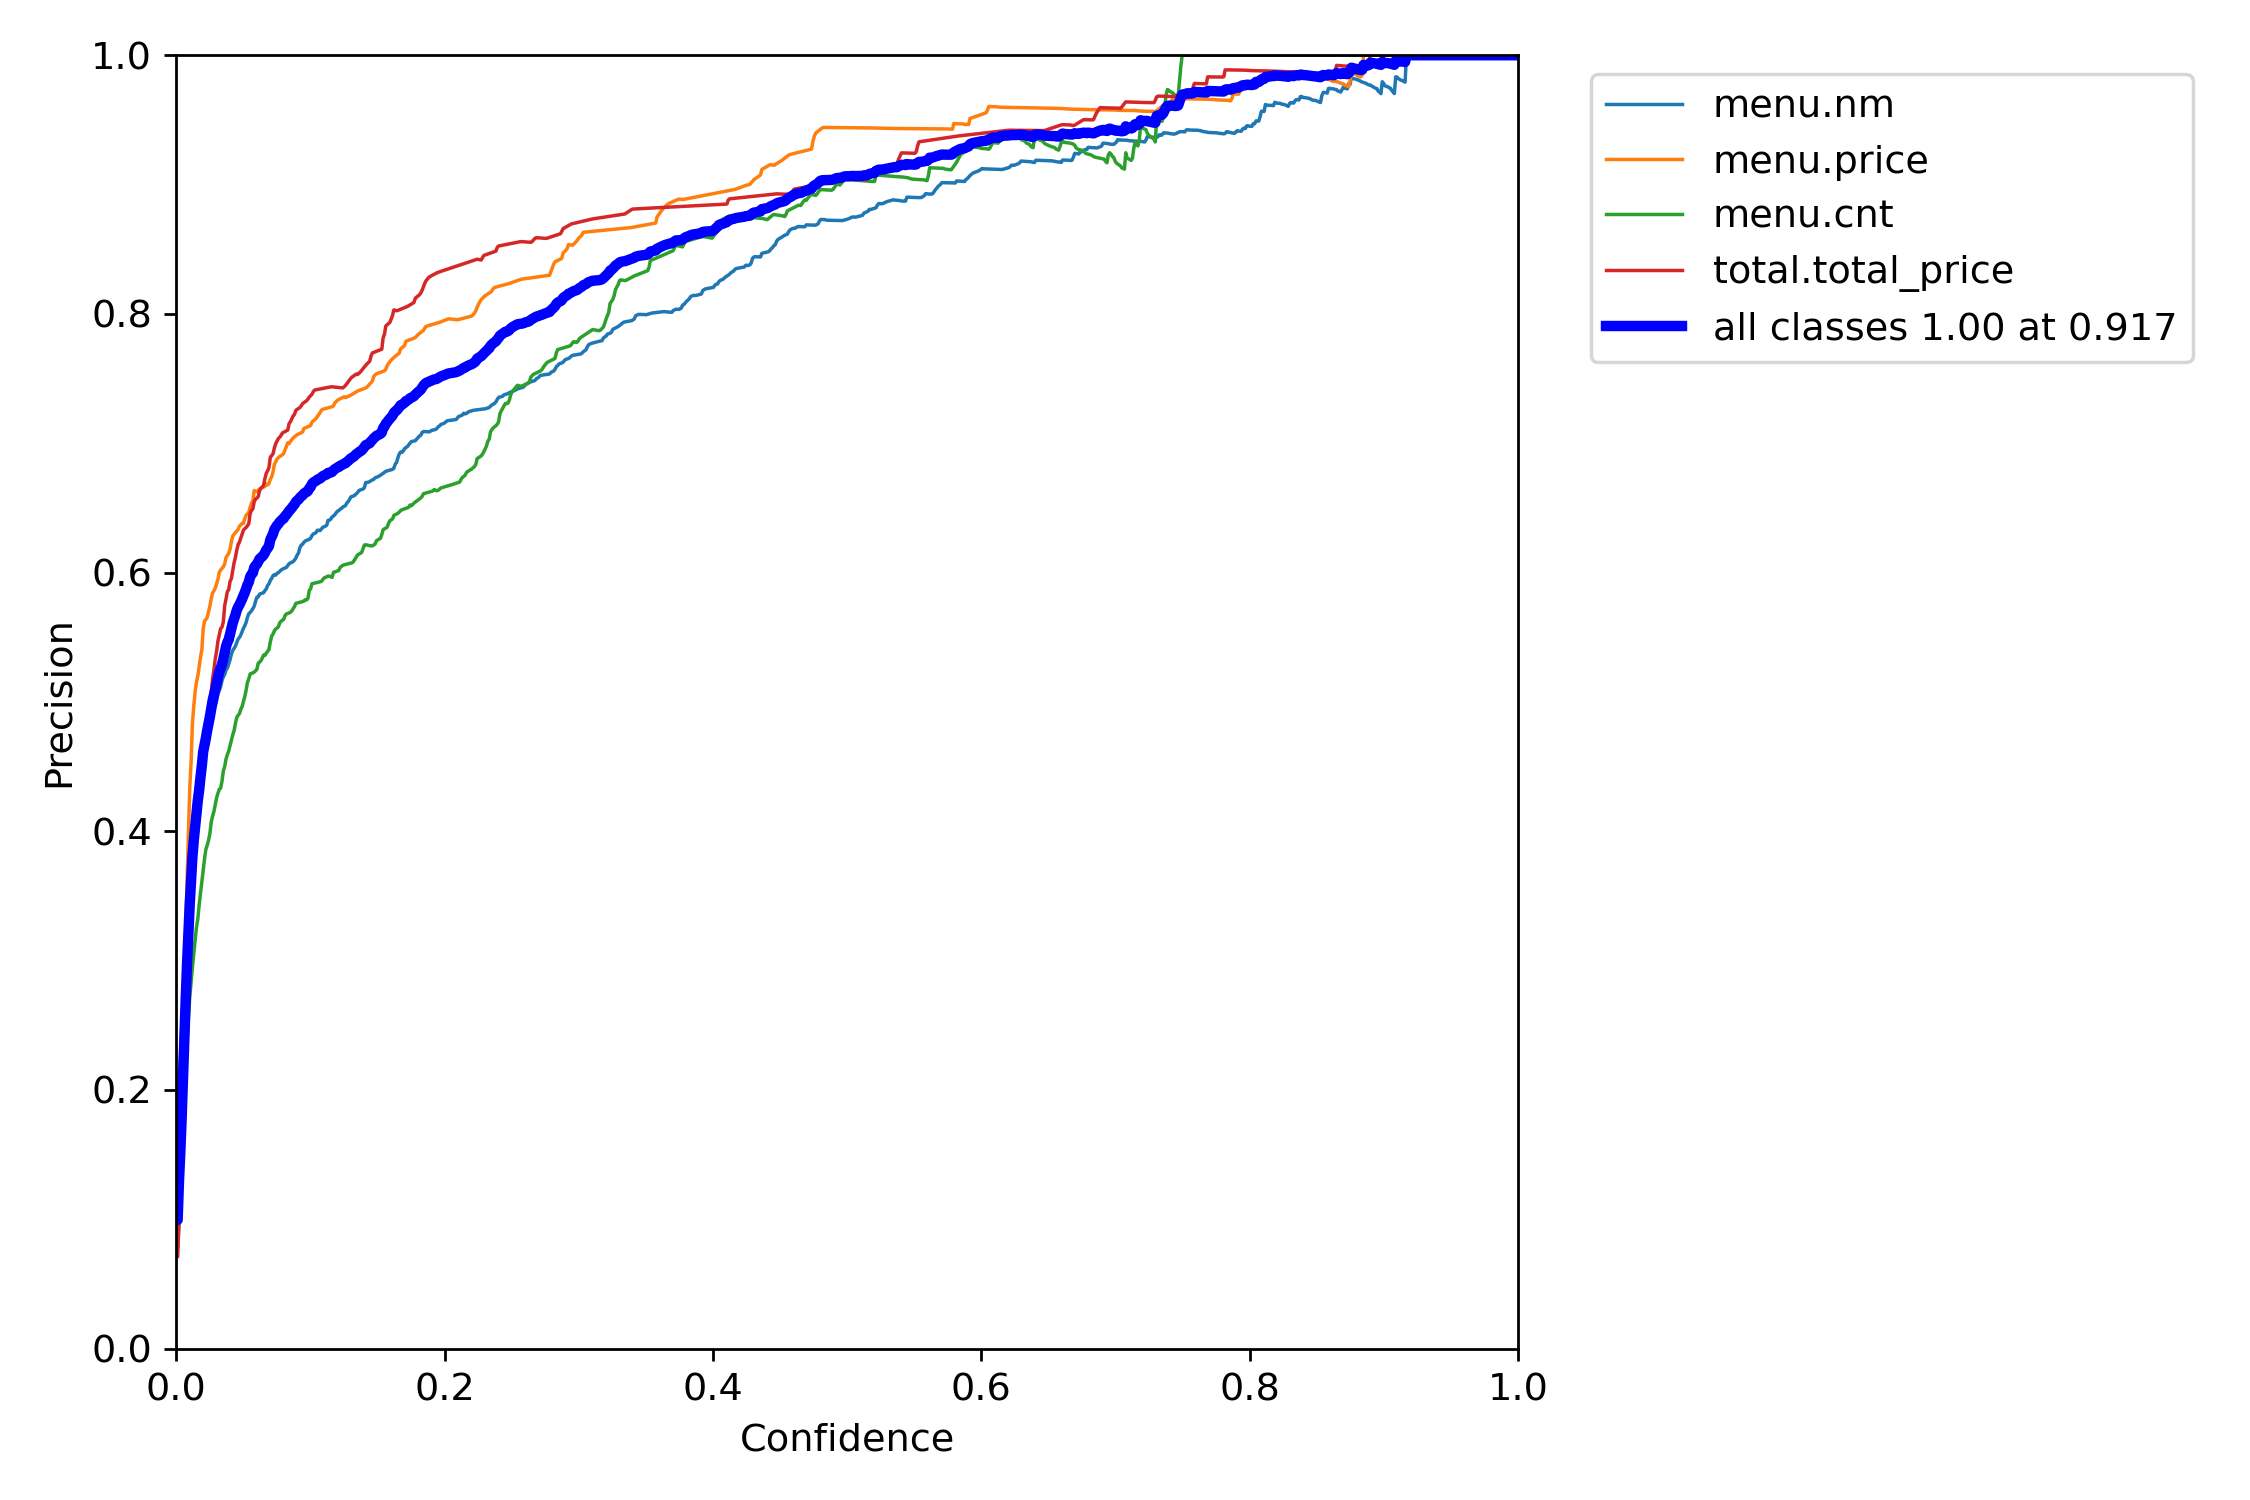 1.0
0.8
0.6
0.4
0.2
0.0
Precision
0.0 0.2 0.4 0.6 0.8 1.0
Confidence
menu.nm
menu.price
menu.cnt
total.total_price
all classes 1.00 at 0.917